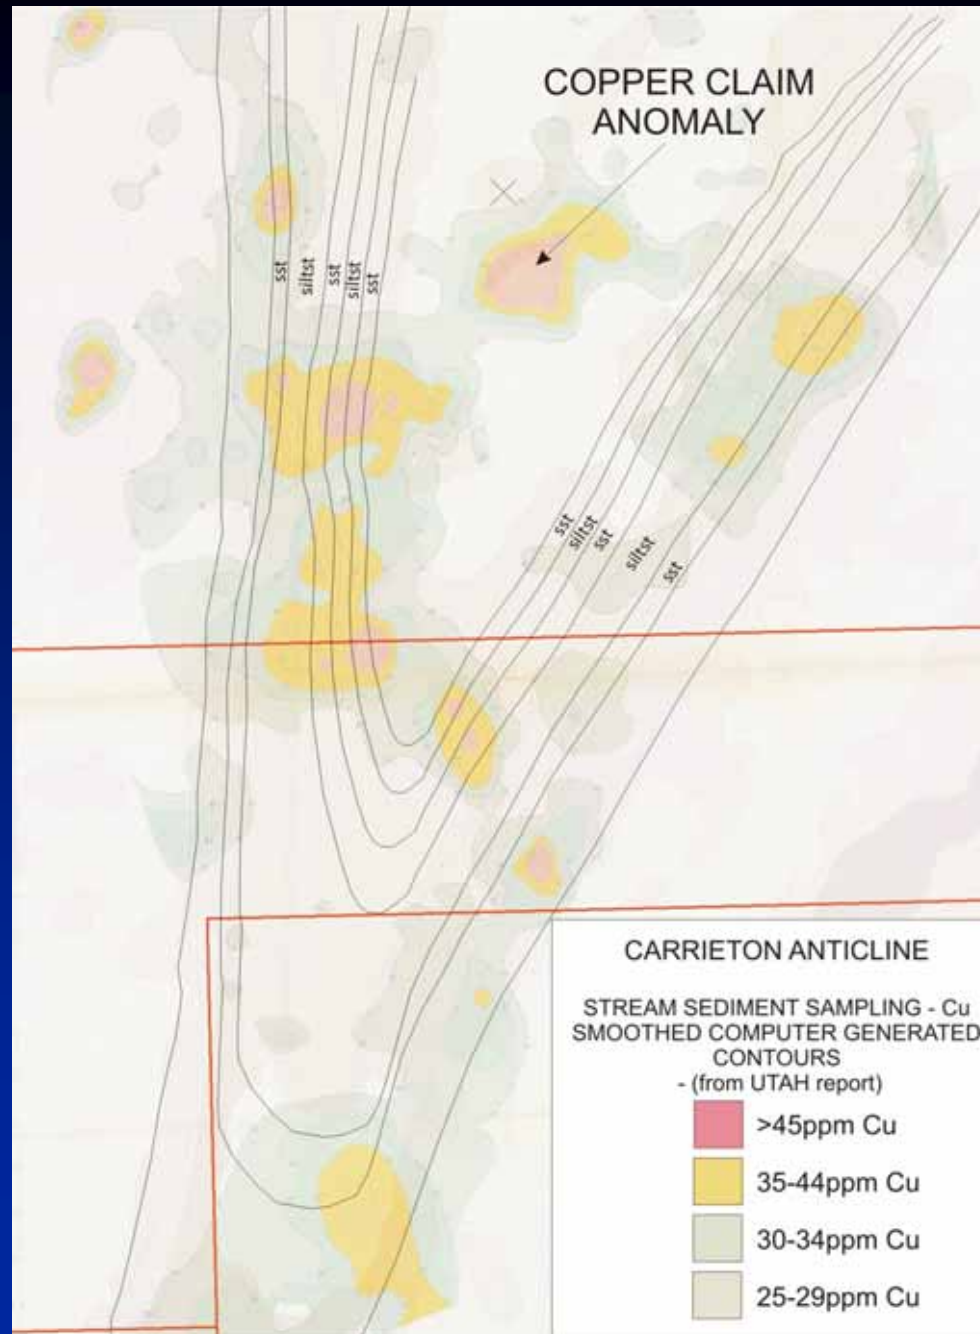 COPPER CLAIM
ANOMALY
sst
siltst
sst
siltst
sst
sst
siltst
sst
siltst
sst
CARRIETON ANTICLINE
STREAM SEDIMENT SAMPLING - Cu
SMOOTHED COMPUTER GENERATED
CONTOURS
- (from UTAH report)
>45ppm Cu
35-44ppm Cu
30-34ppm Cu
25-29ppm Cu